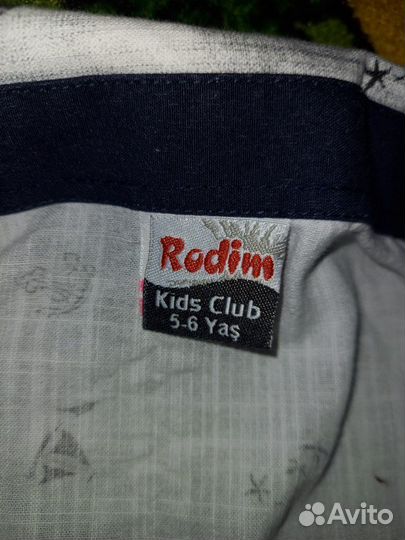 Rodim
Kids Club
5-6 Yaş
Avito